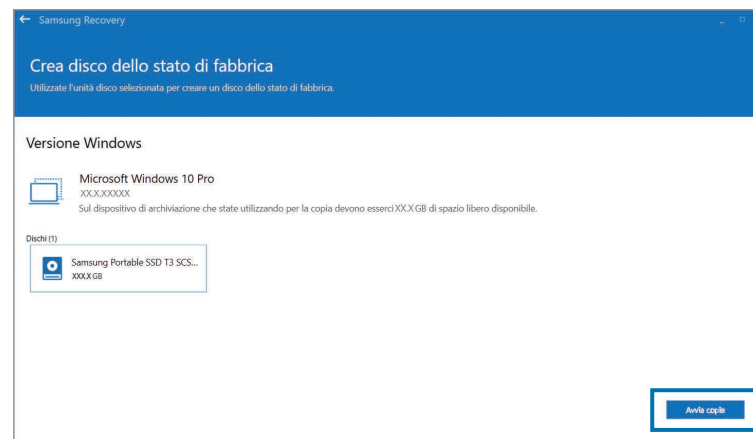 Samsung Recovery
Crea disco dello stato di fabbrica
Utilizzate l'unità disco selezionata per creare un disco dello stato di fabbrica.
Versione Windows
Microsoft Windows 10 Pro
XX.X.XXXXX
Sul dispositivo di archiviazione che state utilizzando per la copia devono esserci XX.X GB di spazio libero disponibile.
Dischi (1)
Samsung Portable SSD T3 SCS...
XXX.X GB
Avvia copia